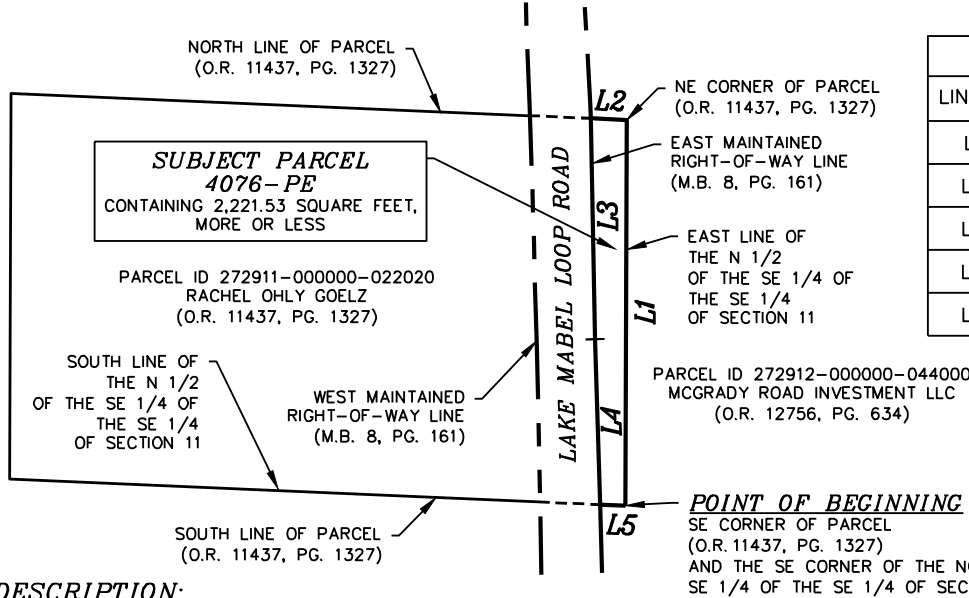 NORTH LINE OF PARCEL
(O.R. 11437, PG. 1327)
L2
NE CORNER OF PARCEL
(O.R. 11437, PG. 1327)
SUBJECT PARCEL
4076-PE
CONTAINING 2,221.53 SQUARE FEET,
MORE OR LESS
EAST MAINTAINED
RIGHT-OF-WAY LINE
(M.B. 8, PG. 161)
LAKE MABEL LOOP ROAD
L3
EAST LINE OF
THE N 1/2
OF THE SE 1/4 OF
THE SE 1/4
OF SECTION 11
L1
PARCEL ID 272911-000000-022020
RACHEL OHLY GOELZ
(O.R. 11437, PG. 1327)
SOUTH LINE OF
THE N 1/2
OF THE SE 1/4 OF
THE SE 1/4
OF SECTION 11
WEST MAINTAINED
RIGHT-OF-WAY LINE
(M.B. 8, PG. 161)
L4
PARCEL ID 272912-000000-044000
MCGRADY ROAD INVESTMENT LLC
(O.R. 12756, PG. 634)
SOUTH LINE OF PARCEL
(O.R. 11437, PG. 1327)
L5
POINT OF BEGINNING
SE CORNER OF PARCEL
(O.R. 11437, PG. 1327)
AND THE SE CORNER OF THE
SE 1/4 OF THE SE 1/4 OF
DESCRIPTION:
LIN
L
L
L
L
L